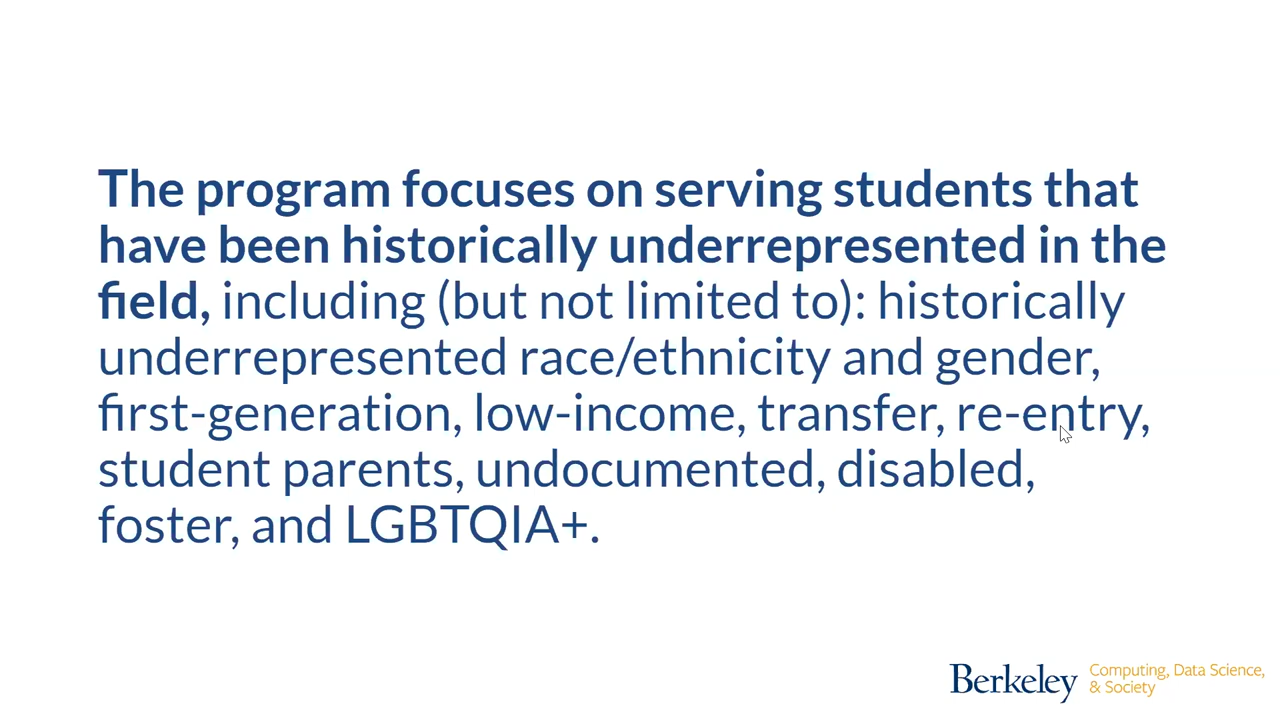 The program focuses on serving students that
have been historically underrepresented in the
field, including (but not limited to): historically
underrepresented race/ethnicity and gender,
first-generation, low-income, transfer, re-entry,
student parents, undocumented, disabled,
foster, and LGBTQIA+.
Berkeley
Computing, Data Science,
& Society